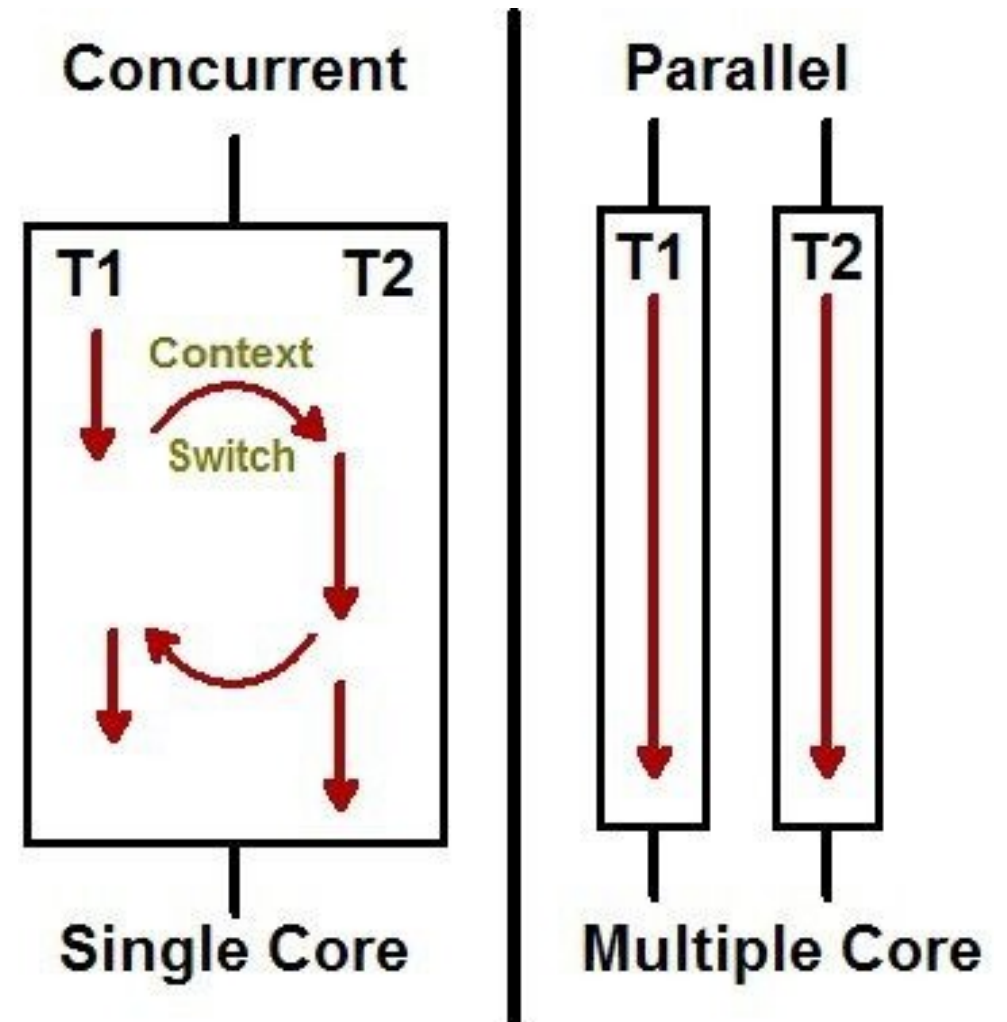 Concurrent
T1
T2
Context
Switch
Single Core
Parallel
T1
T2
Multiple Core